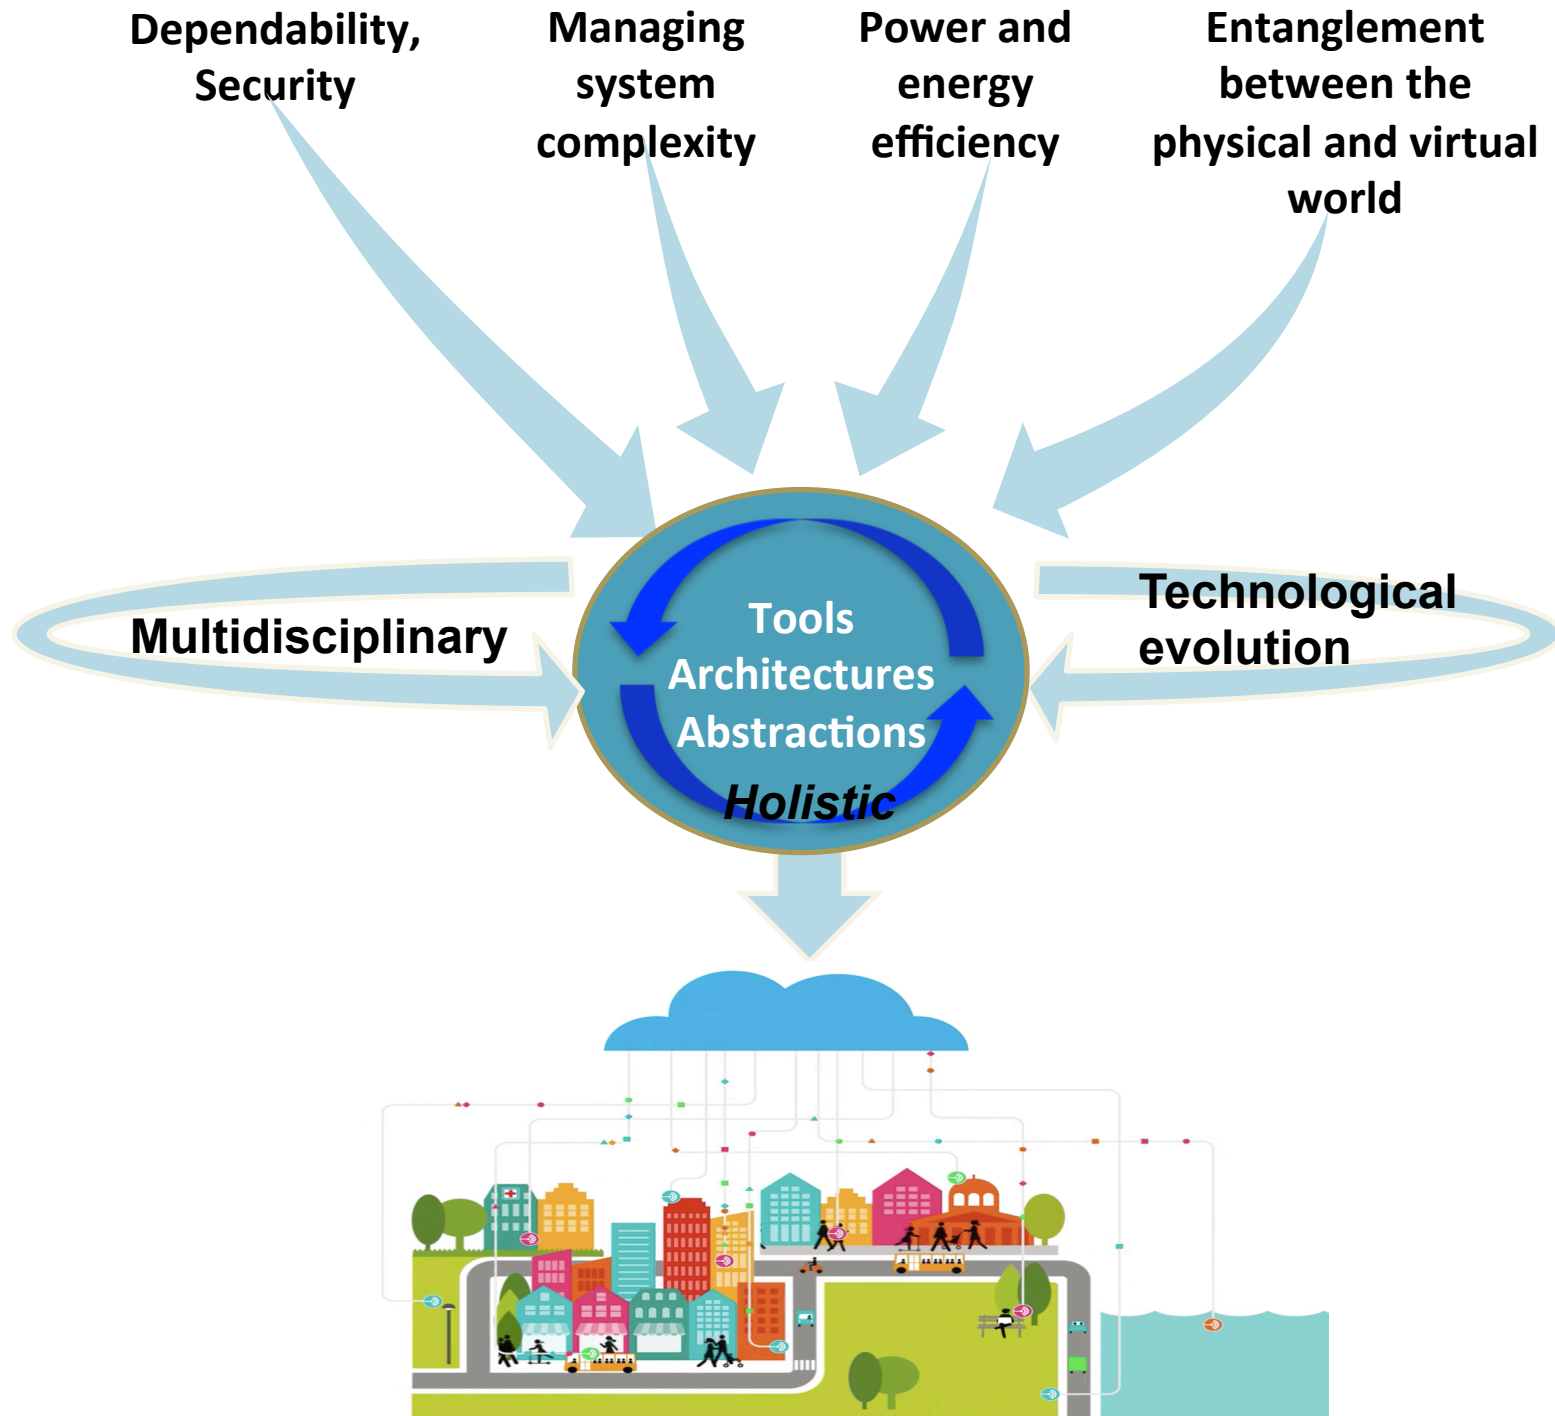 Dependability,
Security
Managing
system
complexity
Power and
energy
efficiency
Entanglement
between the
physical and virtual
world
Multidisciplinary
Tools
Architectures
Abstractions
Holistic
Technological
evolution